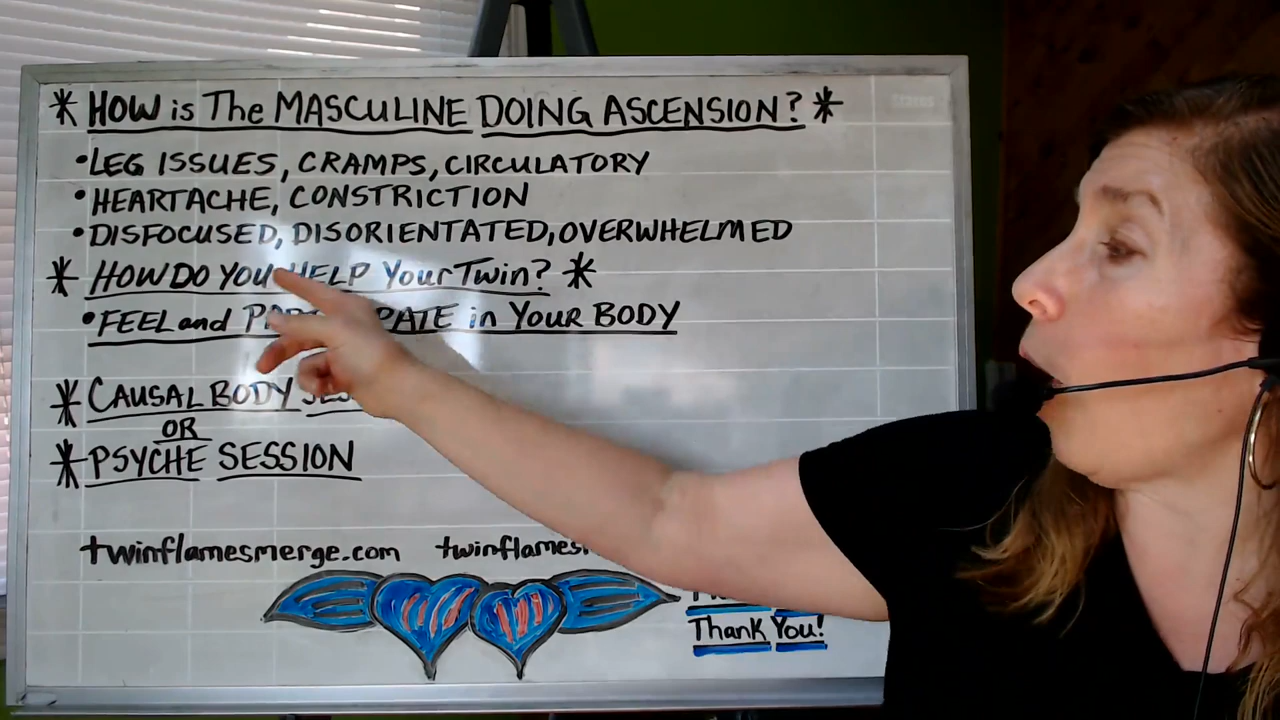 * HOW is The MASCULINE DOING ASCENSION? *
• LEG ISSUES, CRAMPS, CIRCULATORY
• HEARTACHE, CONSTRICTION
• DISFOCUSED, DISORIENTATED, OVERWHELMED
* HOW DO YOU HELP Your Twin? *
• FEEL and in Your BODY
* CAUSAL BODY
OR
* PSYCHE SESSION
twinflamesmerge.com
Thank You!